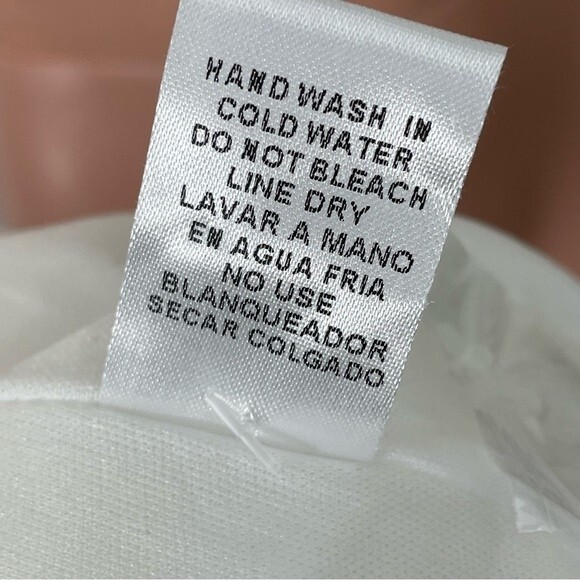 HAND WASH IN
COLD WATER
DO NOT BLEACH
LINE DRY
LAVAR A MANO
EN AGUA FRIA
NO USE
BLANQUEADOR
SECAR COLGADO